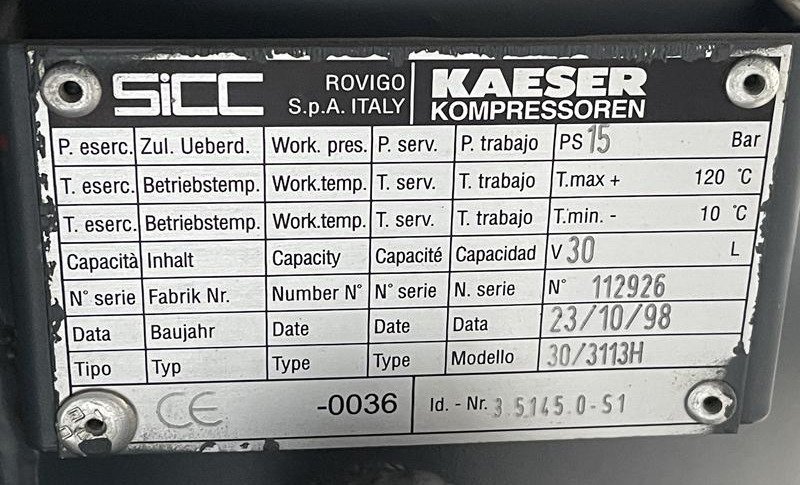 SICC ROVIGO S.p.A. ITALY KAESER KOMPRESSOREN
P. eserc. Zul. Ueberd. Work. pres. P. serv. P. trabajo PS 15 Bar
T. eserc. Betriebstemp. Work.temp. T. serv. T. trabajo T.max + 120 °C
T. eserc. Betriebstemp. Work.temp. T. serv. T. trabajo T.min. - 10 °C
Capacità Inhalt Capacity Capacité Capacidad V 30 L
N° serie Fabrik Nr. Number N° N° serie N. serie N° 112926
Data Baujahr Date Date Data 23/10/98
Tipo Typ Type Type Modello 30/3113H
CE -0036 Id. - Nr. 3.5145.0-S1